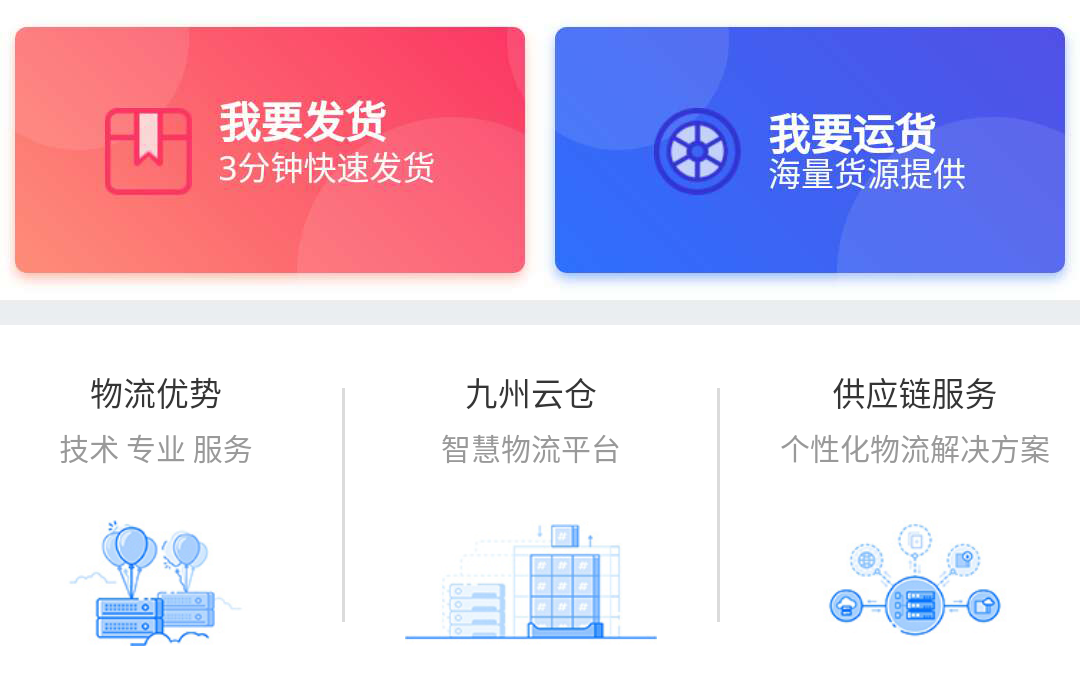 我要发货
3分钟快速发货
我要运货
海量货源提供
物流优势
技术 专业 服务
九州云仓
智慧物流平台
供应链服务
个性化物流解决方案